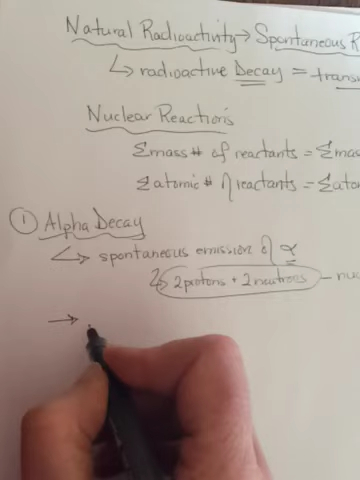 Natural Radioactivity → Spontaneous R
↳ radioactive Decay = trans
Nuclear Reactions
Σmass # of reactants = Σmas
Σatomic # of reactants = Σato
① Alpha Decay
↳ spontaneous emission of α
↳ 2 protons + 2 neutrons – nuc
→